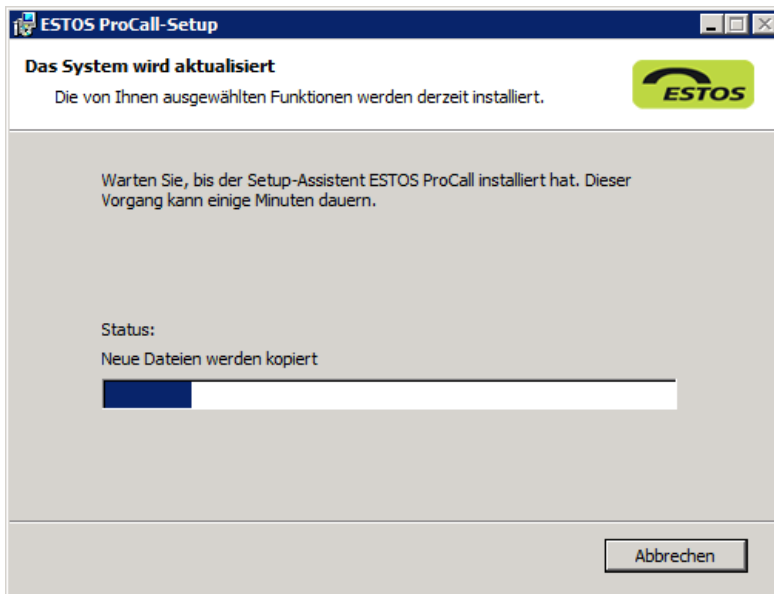 ESTOS ProCall-Setup
Das System wird aktualisiert
Die von Ihnen ausgewählten Funktionen werden derzeit installiert.
ESTOS
Warten Sie, bis der Setup-Assistent ESTOS ProCall installiert hat. Dieser
Vorgang kann einige Minuten dauern.
Status:
Neue Dateien werden kopiert
Abbrechen